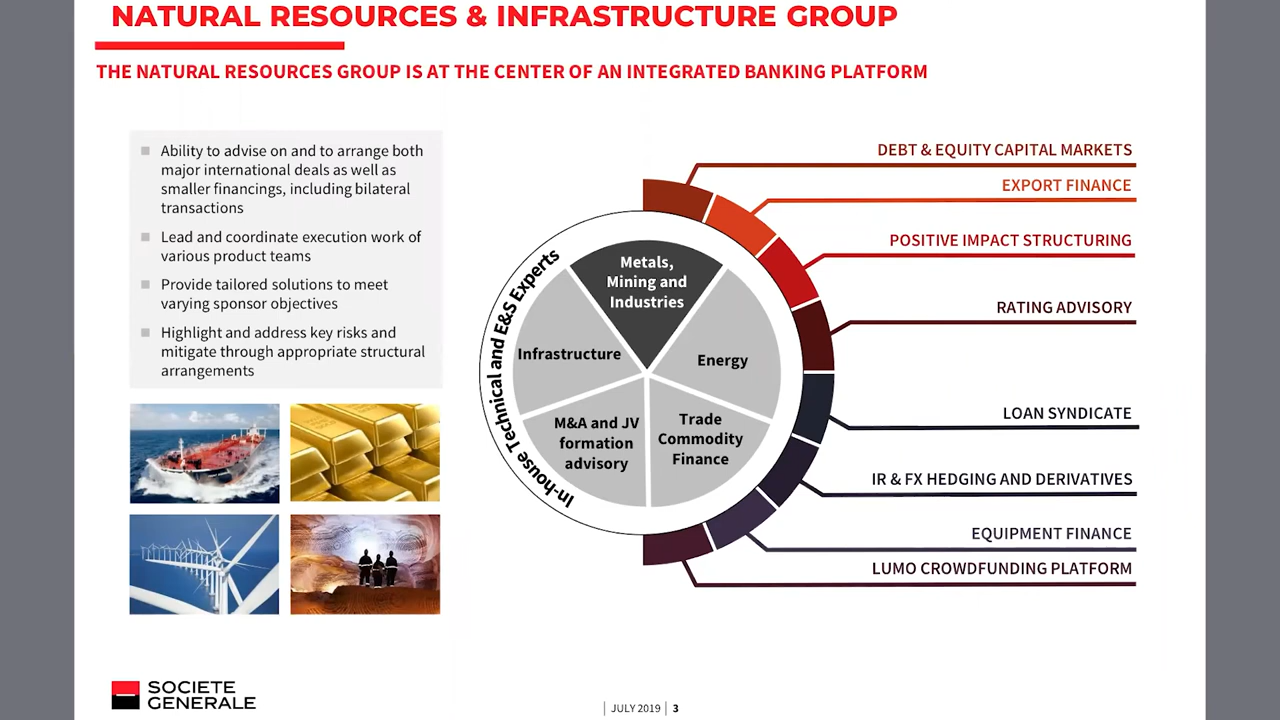 NATURAL RESOURCES & INFRASTRUCTURE GROUP
THE NATURAL RESOURCES GROUP IS AT THE CENTER OF AN INTEGRATED BANKING PLATFORM
Ability to advise on and to arrange both
major international deals as well as
smaller financings, including bilateral
transactions
Lead and coordinate execution work of
various product teams
Provide tailored solutions to meet
varying sponsor objectives
Highlight and address key risks and
mitigate through appropriate structural
arrangements
In-house Technical and E&S Experts
Metals,
Mining and
Industries
Infrastructure
Energy
M&A and JV
formation
advisory
Trade
Commodity
Finance
DEBT & EQUITY CAPITAL MARKETS
EXPORT FINANCE
POSITIVE IMPACT STRUCTURING
RATING ADVISORY
LOAN SYNDICATE
IR & FX HEDGING AND DERIVATIVES
EQUIPMENT FINANCE
LUMO CROWDFUNDING PLATFORM
SOCIETE
GENERALE
| JULY 2019 | 3